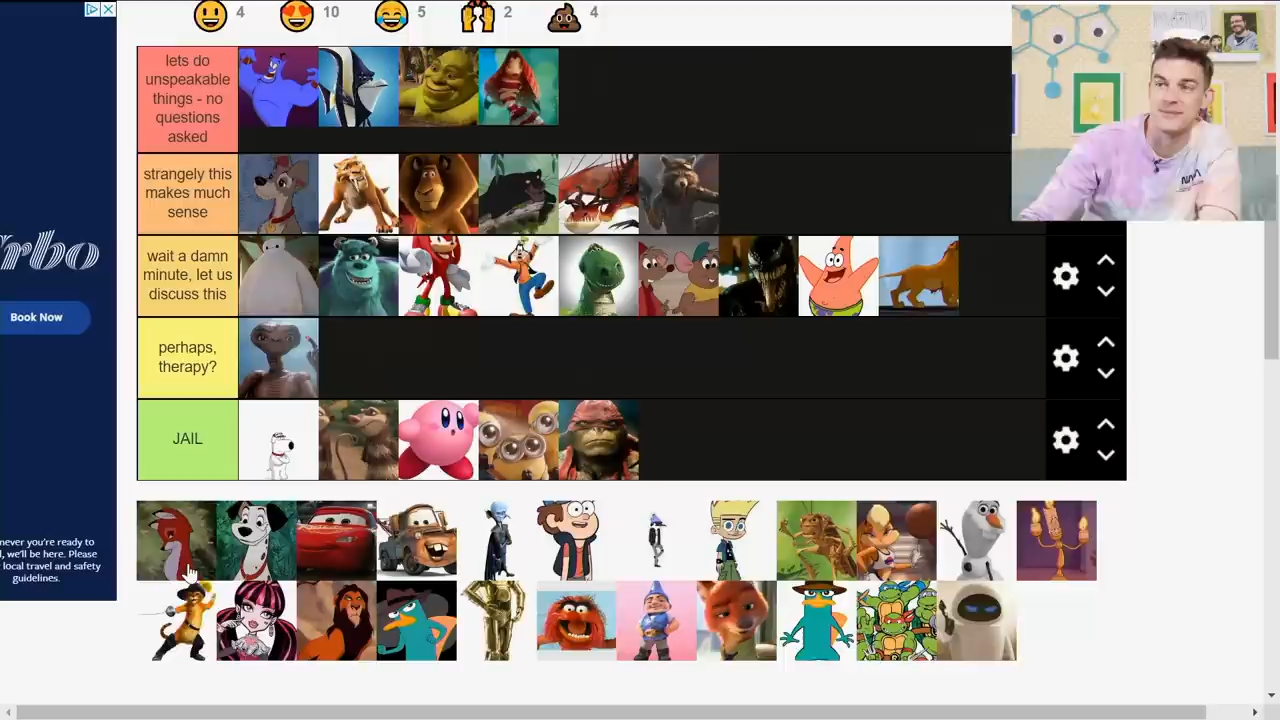 4
10
5
2
4
lets do
unspeakable
things - no
questions
asked
strangely this
makes much
sense
wait a damn
minute, let us
discuss this
perhaps,
therapy?
JAIL
rbo
Book Now
never you're ready to
we'll be here. Please
local travel and safety
guidelines.